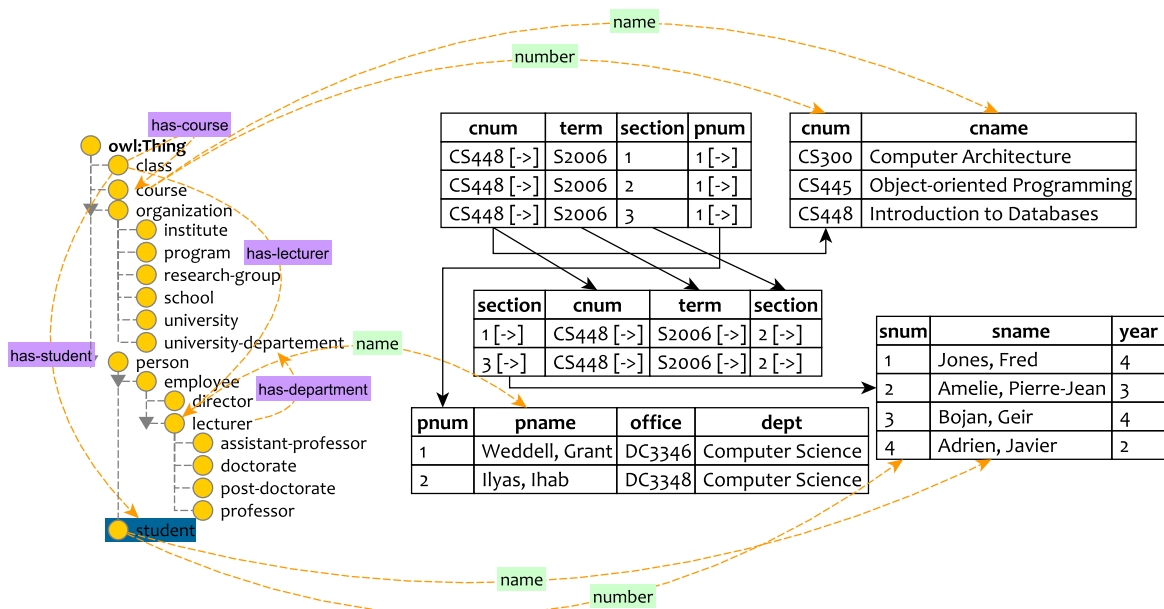 name
number
has-course
owl:Thing
class
course
organization
institute
program
research-group
school
university
university-departement
person
employee
director
lecturer
assistant-professor
doctorate
post-doctorate
professor
student
has-lecturer
has-student
has-department
name
cnum term section pnum
CS448 [->] S2006 1 1 [->]
CS448 [->] S2006 2 1 [->]
CS448 [->] S2006 3 1 [->]
cnum cname
CS300 Computer Architecture
CS445 Object-oriented Programming
CS448 Introduction to Databases
section cnum term section
1 [->] CS448 [->] S2006 [->] 2 [->]
3 [->] CS448 [->] S2006 [->] 2 [->]
snum sname year
1 Jones, Fred 4
2 Amelie, Pierre-Jean 3
3 Bojan, Geir 4
4 Adrien, Javier 2
pnum pname office dept
1 Weddell, Grant DC3346 Computer Science
2 Ilyas, Ihab DC3348 Computer Science
name
number